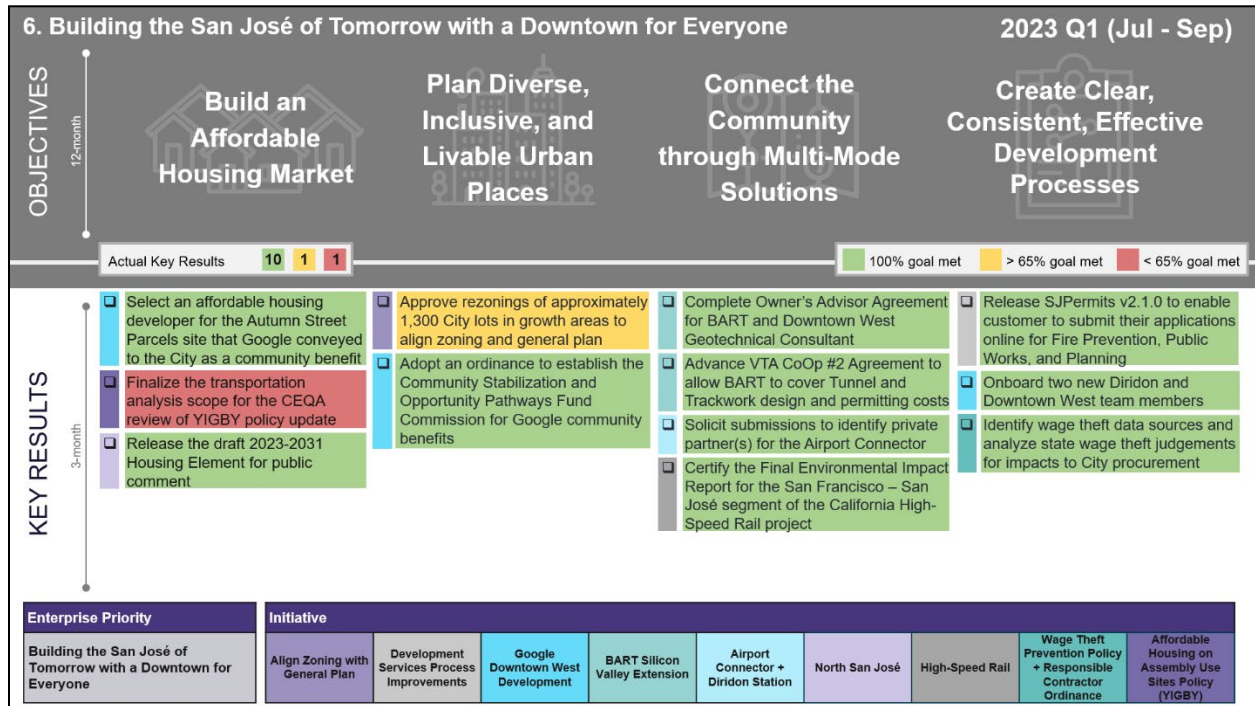 6. Building the San José of Tomorrow with a Downtown for Everyone
2023 Q1 (Jul - Sep)
OBJECTIVES
12-month
Build an
Affordable
Housing Market
Plan Diverse,
Inclusive, and
Livable Urban
Places
Connect the
Community
through Multi-Mode
Solutions
Create Clear,
Consistent, Effective
Development
Processes
Actual Key Results 10 1 1
100% goal met > 65% goal met < 65% goal met
KEY RESULTS
3-month
Select an affordable housing
developer for the Autumn Street
Parcels site that Google conveyed
to the City as a community benefit
Finalize the transportation
analysis scope for the CEQA
review of YIGBY policy update
Release the draft 2023-2031
Housing Element for public
comment
Approve rezonings of approximately
1,300 City lots in growth areas to
align zoning and general plan
Adopt an ordinance to establish the
Community Stabilization and
Opportunity Pathways Fund
Commission for Google community
benefits
Complete Owner's Advisor Agreement
for BART and Downtown West
Geotechnical Consultant
Advance VTA CoOp #2 Agreement to
allow BART to cover Tunnel and
Trackwork design and permitting costs
Solicit submissions to identify private
partner(s) for the Airport Connector
Certify the Final Environmental Impact
Report for the San Francisco – San
José segment of the California High-
Speed Rail project
Release SJPermits v2.1.0 to enable
customer to submit their applications
online for Fire Prevention, Public
Works, and Planning
Onboard two new Diridon and
Downtown West team members
Identify wage theft data sources and
analyze state wage theft judgements
for impacts to City procurement
Enterprise Priority
Building the San José of
Tomorrow with a Downtown for
Everyone
Initiative
Align Zoning with
General Plan
Development
Services Process
Improvements
Google
Downtown West
Development
BART Silicon
Valley Extension
Airport
Connector +
Diridon Station
North San José
High-Speed Rail
Wage Theft
Prevention Policy
+ Responsible
Contractor
Ordinance
Affordable
Housing on
Assembly Use
Sites Policy
(YIGBY)